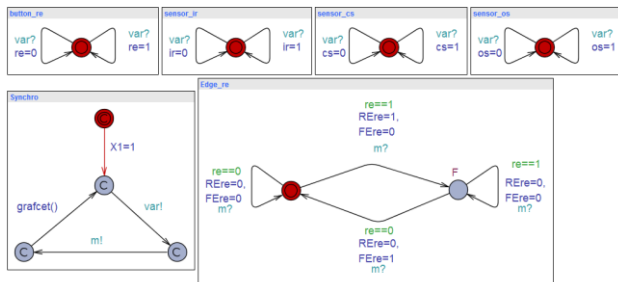 button_re
var?
re=0
var?
re=1
sensor_ir
var?
ir=0
var?
ir=1
sensor_cs
var?
cs=0
var?
cs=1
sensor_os
var?
os=0
var?
os=1
Synchro
X1=1
C
grafcet()
var!
m!
C
C
Edge_re
re==1
REre=1,
FEre=0
m?
re==0
REre=0,
FEre=0
m?
F
re==1
REre=0,
FEre=0
m?
re==0
REre=0,
FEre=1
m?